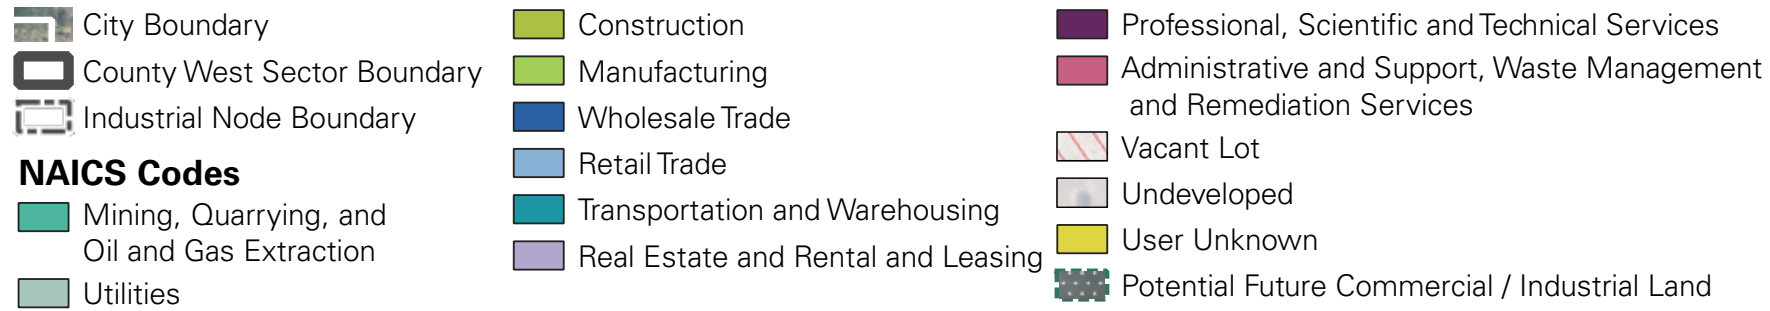 City Boundary
County West Sector Boundary
Industrial Node Boundary
NAICS Codes
Mining, Quarrying, and
Oil and Gas Extraction
Utilities
Construction
Manufacturing
Wholesale Trade
Retail Trade
Transportation and Warehousing
Real Estate and Rental and Leasing
Professional, Scientific and Technical Services
Administrative and Support, Waste Management
and Remediation Services
Vacant Lot
Undeveloped
User Unknown
Potential Future Commercial / Industrial Land